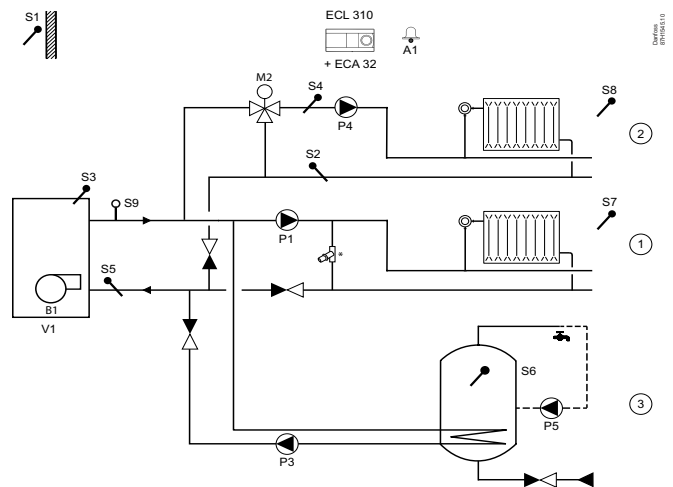 S1
ECL 310
A1
+ ECA 32
Danfoss
87H1545.10
M2
S4
P4
S8
2
S2
S3
S9
S7
P1
*
1
S5
B1
V1
S6
P5
3
P3